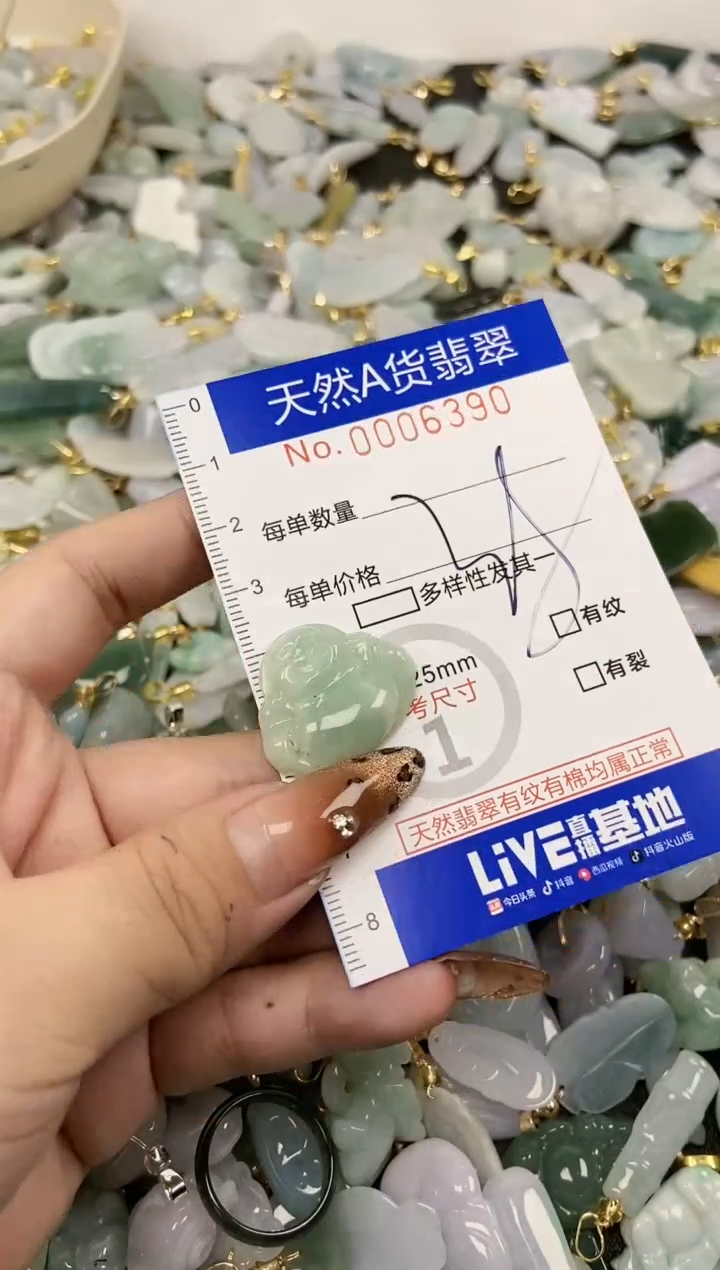 天然A货翡翠
No.0006390
每单数量
每单价格
多样性发其一
有纹
25mm
有裂
考尺寸
1
天然翡翠有纹有棉均属正常
LiVE直播基地
今日头条 抖音 西瓜视频 抖音火山版
0
1
2
3
8